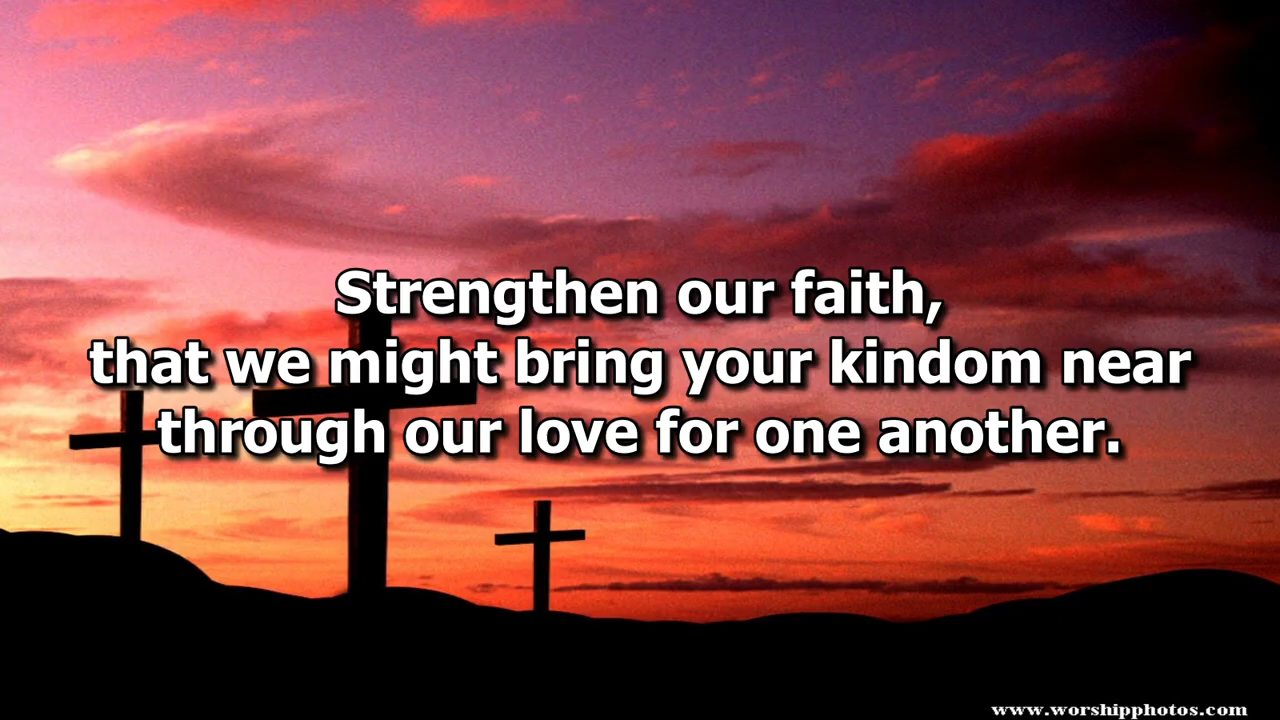 Strengthen our faith,
that we might bring your kindom near
through our love for one another.
www.worshipphotos.com